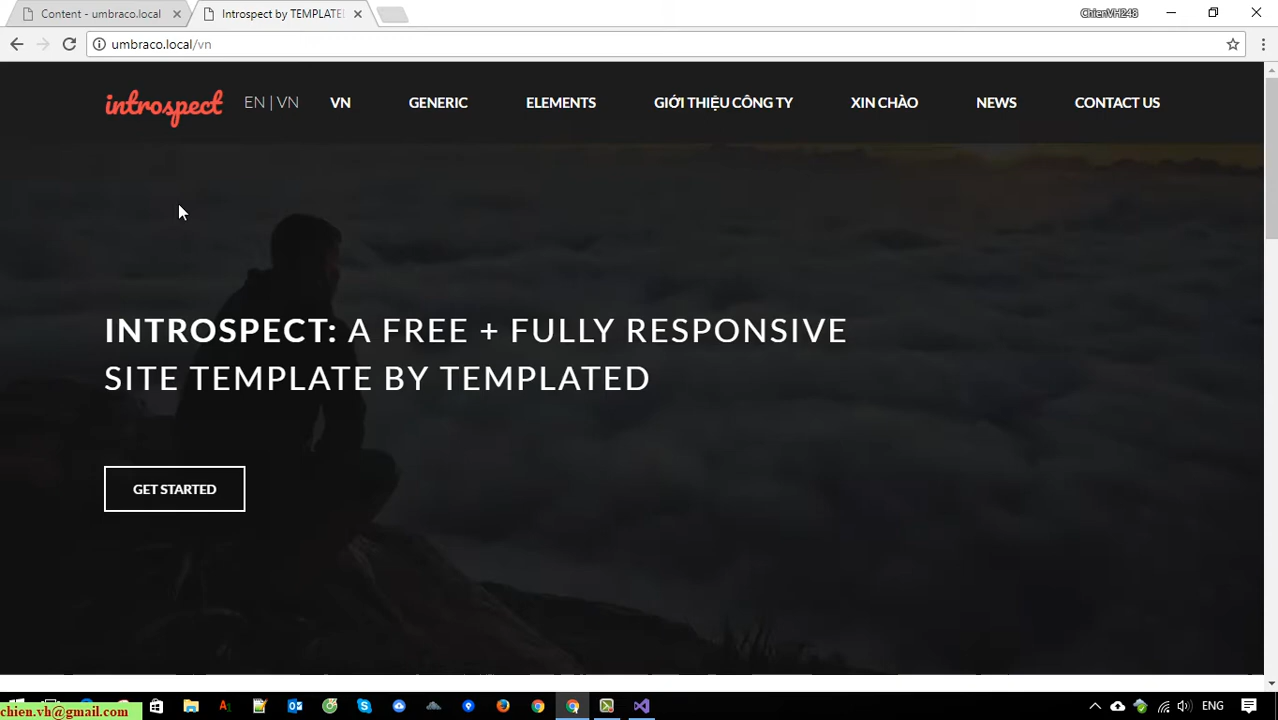 Content - umbraco.local
Introspect by TEMPLATE
ChienVH248
umbraco.local/vn
introspect
EN | VN
VN
GENERIC
ELEMENTS
GIỚI THIỆU CÔNG TY
XIN CHÀO
NEWS
CONTACT US
INTROSPECT: A FREE + FULLY RESPONSIVE
SITE TEMPLATE BY TEMPLATED
GET STARTED
ENG
chien.vh@gmail.com